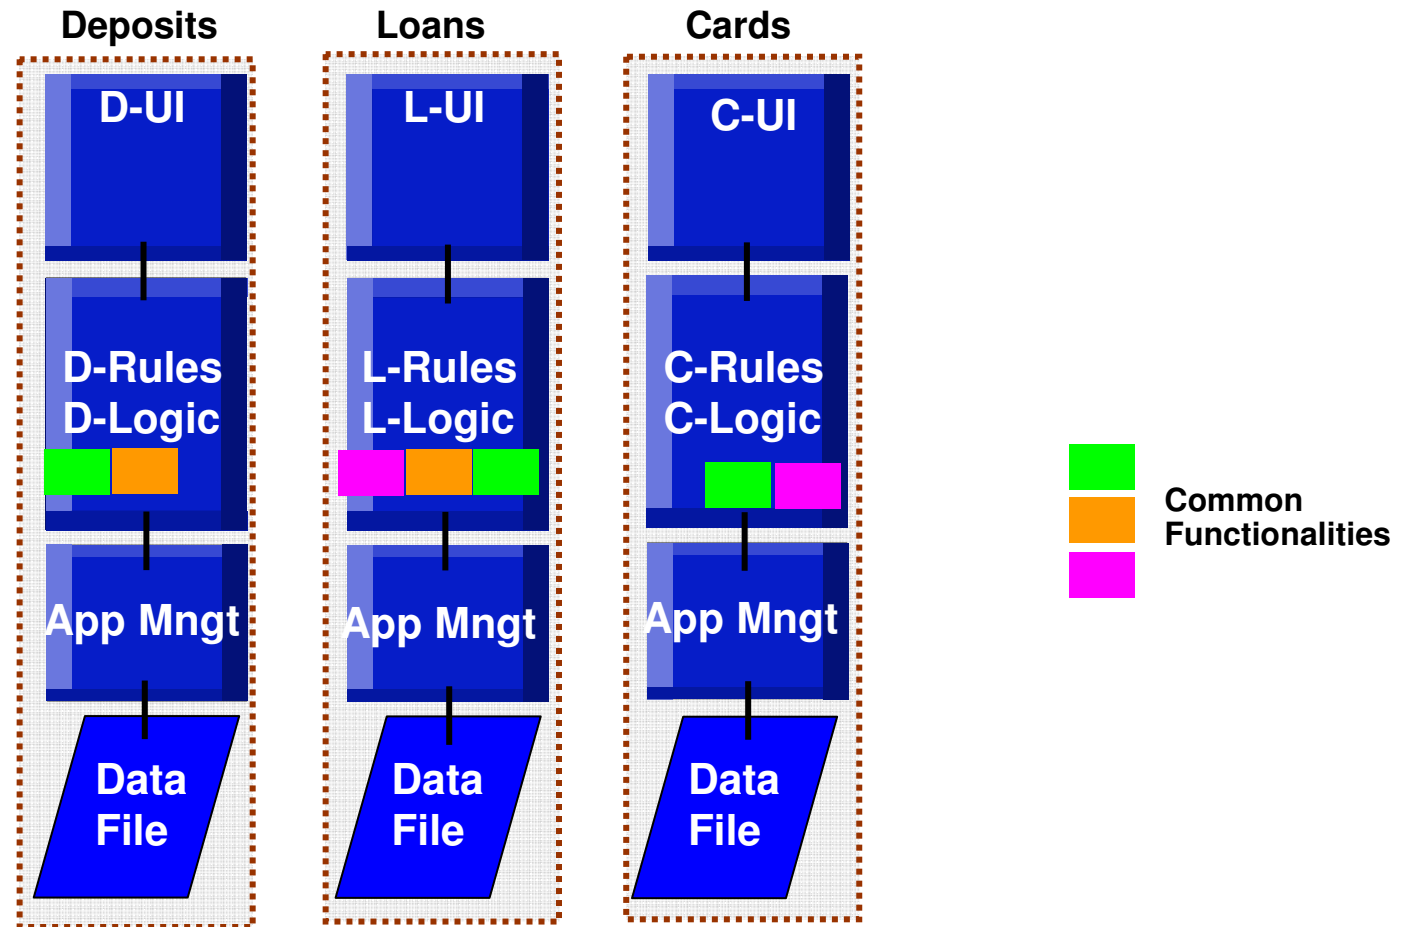 Deposits
Loans
Cards
D-UI
L-UI
C-UI
D-Rules
D-Logic
L-Rules
L-Logic
C-Rules
C-Logic
Common
Functionalities
App Mngt
App Mngt
App Mngt
Data
File
Data
File
Data
File